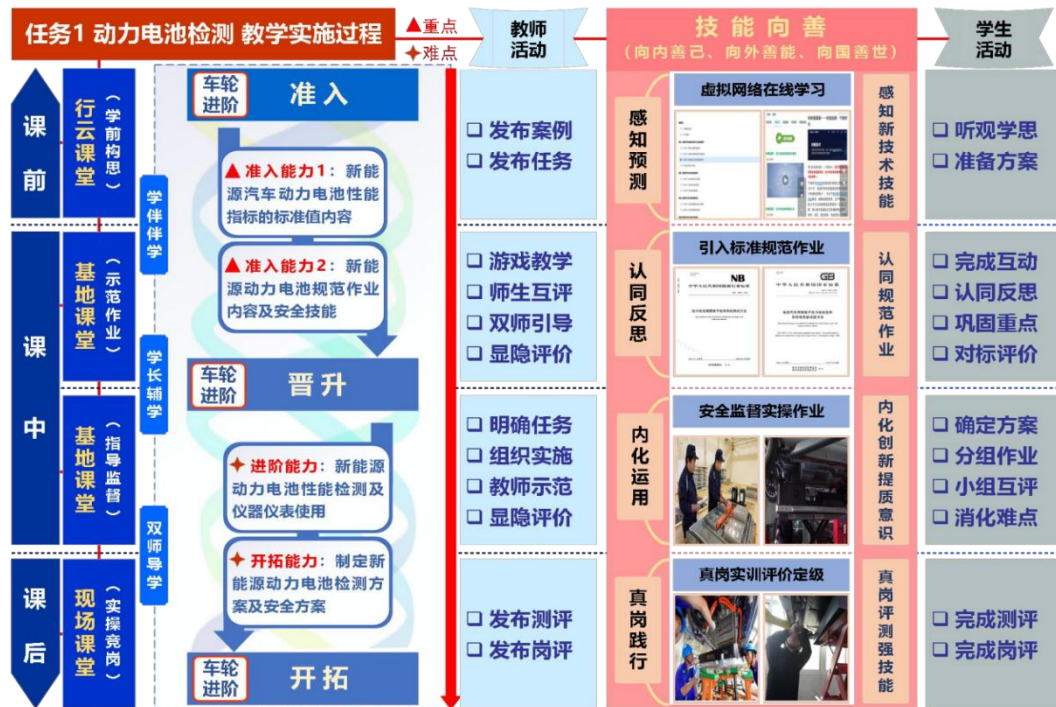 任务1 动力电池检测 教学实施过程
▲重点
✦难点
教师
活动
技能向善
(向内善己、向外善能、向国善世)
学生
活动
课前
行云课堂
(学前构思)
课中
基地课堂
(示范作业)
基地课堂
(指导监督)
课后
现场课堂
(实操竞岗)
学伴伴学
学长辅学
双师导学
车轮
进阶
准入
▲准入能力1：新能
源汽车动力电池性能
指标的标准值内容
▲准入能力2：新能
源动力电池规范作业
内容及安全技能
车轮
进阶
晋升
✦进阶能力：新能源
动力电池性能检测及
仪器仪表使用
✦开拓能力：制定新
能源动力电池检测方
案及安全方案
车轮
进阶
开拓
❑ 发布案例
❑ 发布任务
❑ 游戏教学
❑ 师生互评
❑ 双师引导
❑ 显隐评价
❑ 明确任务
❑ 组织实施
❑ 教师示范
❑ 显隐评价
❑ 发布测评
❑ 发布岗评
感知预测
虚拟网络在线学习
感知新技术技能
认同反思
引入标准规范作业
NB
GB
认同规范作业
内化运用
安全监督实操作业
内化创新提质意识
真岗践行
真岗实训评价定级
真岗评测强技能
❑ 听观学思
❑ 准备方案
❑ 完成互动
❑ 认同反思
❑ 巩固重点
❑ 对标评价
❑ 确定方案
❑ 分组作业
❑ 小组互评
❑ 消化难点
❑ 完成测评
❑ 完成岗评